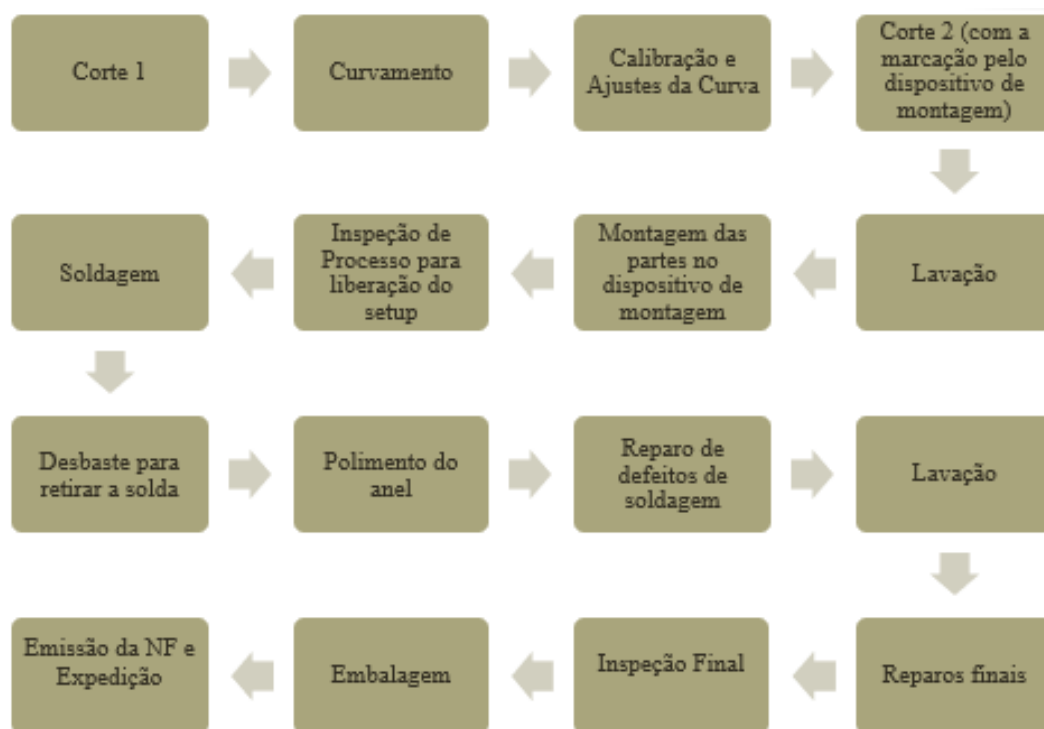 Corte 1
Curvamento
Calibração e
Ajustes da Curva
Corte 2 (com a
marcação pelo
dispositivo de
montagem)
Lavação
Montagem das
partes no
dispositivo de
montagem
Inspeção de
Processo para
liberação do
setup
Soldagem
Desbaste para
retirar a solda
Polimento do
anel
Reparo de
defeitos de
soldagem
Lavação
Reparos finais
Inspeção Final
Embalagem
Emissão da NF e
Expedição